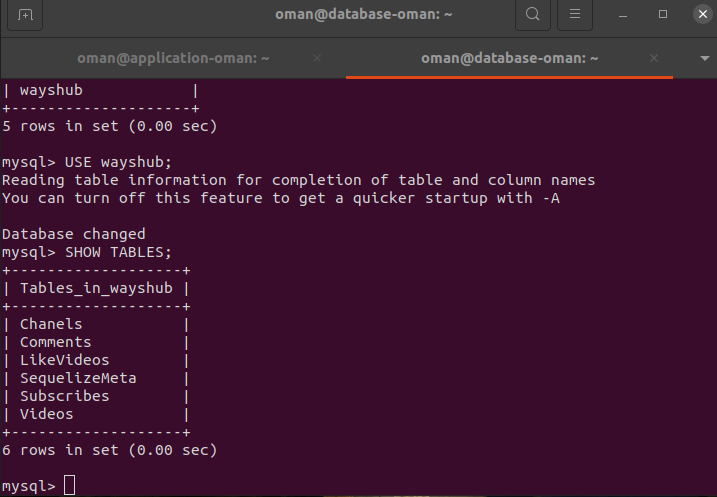 oman@database-oman: ~
oman@application-oman: ~
oman@database-oman: ~
| wayshub            |
+--------------------+
5 rows in set (0.00 sec)
mysql> USE wayshub;
Reading table information for completion of table and column names
You can turn off this feature to get a quicker startup with -A
Database changed
mysql> SHOW TABLES;
+-------------------+
| Tables_in_wayshub |
+-------------------+
| Chanels           |
| Comments          |
| LikeVideos        |
| SequelizeMeta     |
| Subscribes        |
| Videos            |
+-------------------+
6 rows in set (0.00 sec)
mysql>